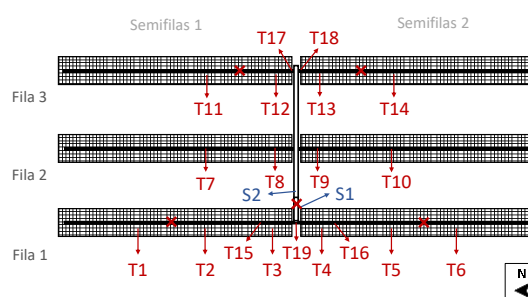 Semifilas 1 Semifilas 2
T17 T18
Fila 3
T11 T12 T13 T14
Fila 2
T7 T8 T9 T10
S2 S1
Fila 1
T15 T16
T1 T2 T3 T19 T4 T5 T6
N